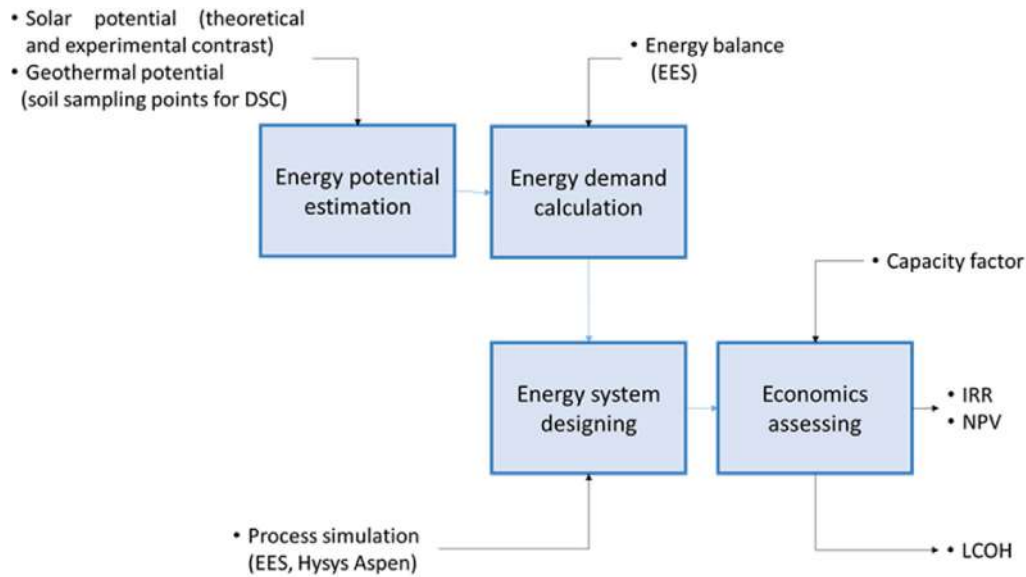 • Solar potential (theoretical
and experimental contrast)
• Geothermal potential
(soil sampling points for DSC)
• Energy balance
(EES)
Energy potential
estimation
Energy demand
calculation
• Capacity factor
Energy system
designing
Economics
assessing
• IRR
• NPV
• Process simulation
(EES, Hysys Aspen)
• LCOH